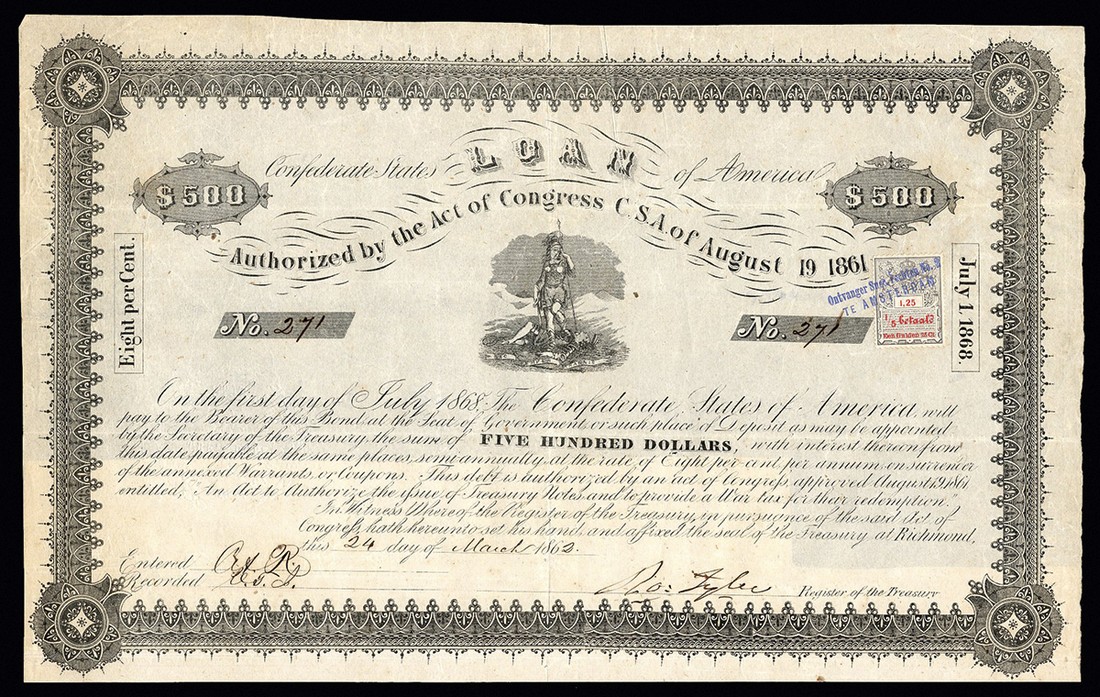 Confederate States LOAN of America
$500
$500
Authorized by the Act of Congress C.S.A. of August 19 1861
Eight per Cent.
July 1, 1868.
No. 271
No. 271
TE AMSTERDAM
1,25
1/5 betaald
On the first day of July 1868, The Confederate States of America will
pay to the Bearer of this Bond at the Seat of Government or such place of Deposit as may be appointed
by the Secretary of the Treasury, the sum of FIVE HUNDRED DOLLARS, with interest thereon from
this date payable at the same places, semi annually, at the rate of Eight per cent, per annum, on surrender
of the annexed Warrants, or Coupons. This debt is authorized by an act of Congress, approved August 19, 1861
entitled, "An Act to Authorize the issue of Treasury Notes and to provide a War tax for their redemption."
In Witness Whereof the Register of the Treasury, in pursuance of the said Act of
Congress, hath hereunto set his hand, and affixed the seal of the Treasury at Richmond,
this 24 day of March 1862.
Entered
Recorded
Ro: Tyler Register of the Treasury